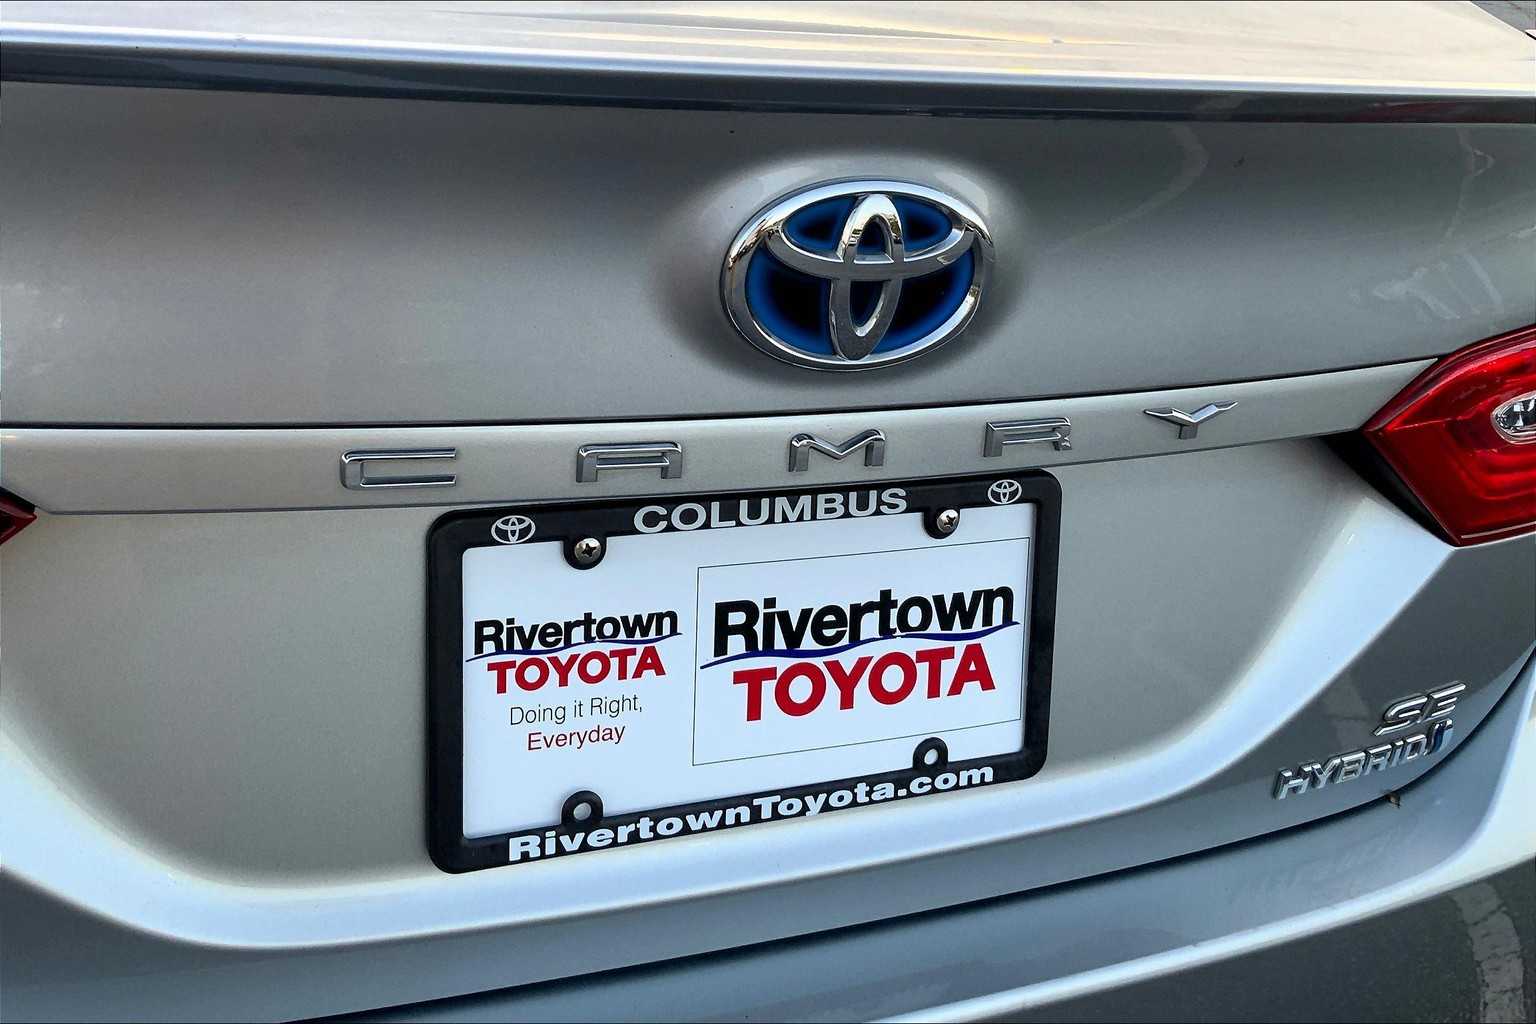 CAMRY
COLUMBUS
Rivertown
TOYOTA
Doing it Right,
Everyday
Rivertown
TOYOTA
RivertownToyota.com
SE
HYBRID